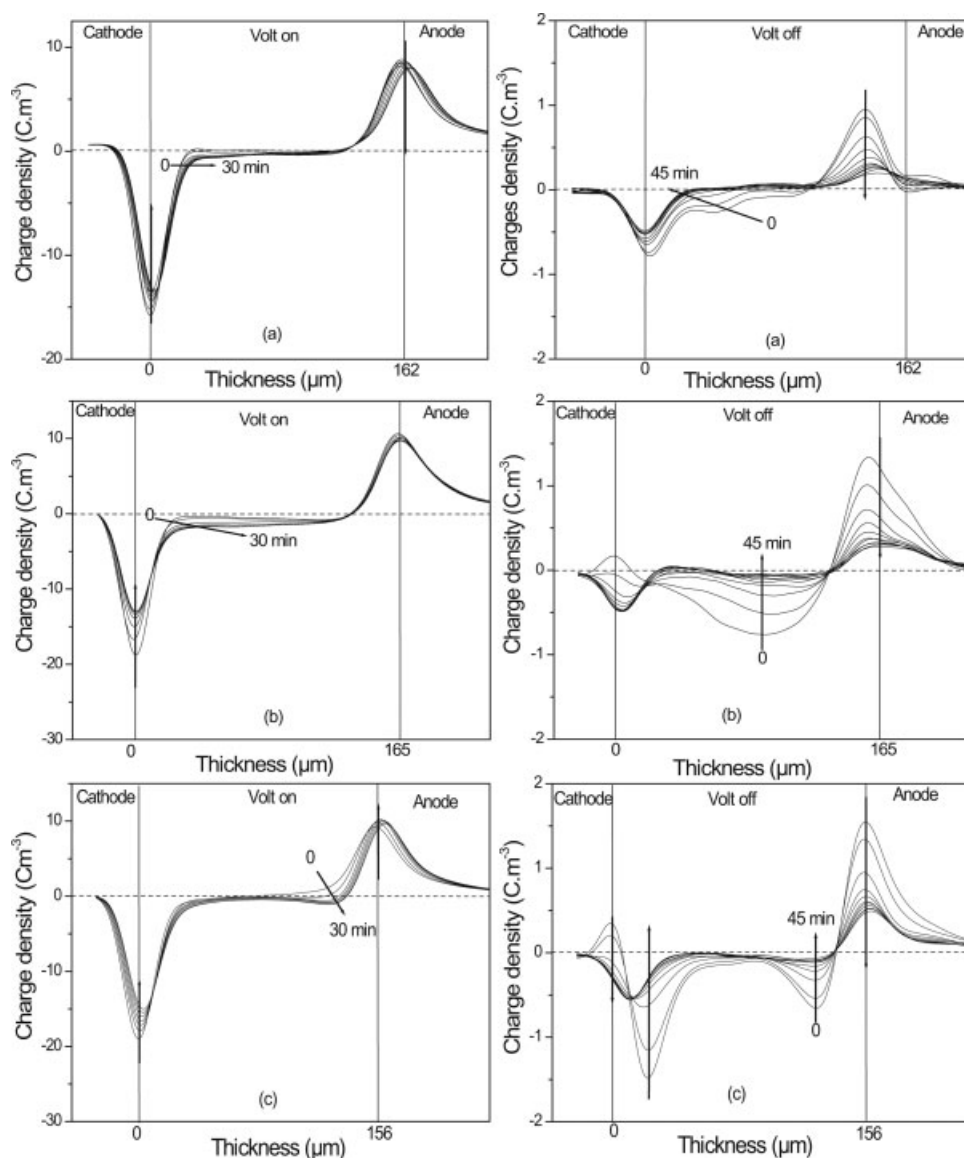 Cathode Volt on Anode
Charge density (C.m⁻³)
10
0
-10
-20
0 30 min
(a)
0 162
Thickness (µm)
Cathode Volt off Anode
Charges density (C.m⁻³)
2
1
0
-1
-2
45 min
0
(a)
0 162
Thickness (µm)
Cathode Volt on Anode
Charge density (C.m⁻³)
10
0
-10
-20
-30
0
30 min
(b)
0 165
Thickness (µm)
Cathode Volt off Anode
Charge density (C.m⁻³)
2
1
0
-1
-2
45 min
0
(b)
0 165
Thickness (µm)
Cathode Volt on Anode
Charge density (Cm⁻³)
10
0
-10
-20
-30
0
30 min
(c)
0 156
Thickness (µm)
Cathode Volt off Anode
Charge density (C.m⁻³)
2
1
0
-1
-2
45 min
0
(c)
0 156
Thickness (µm)